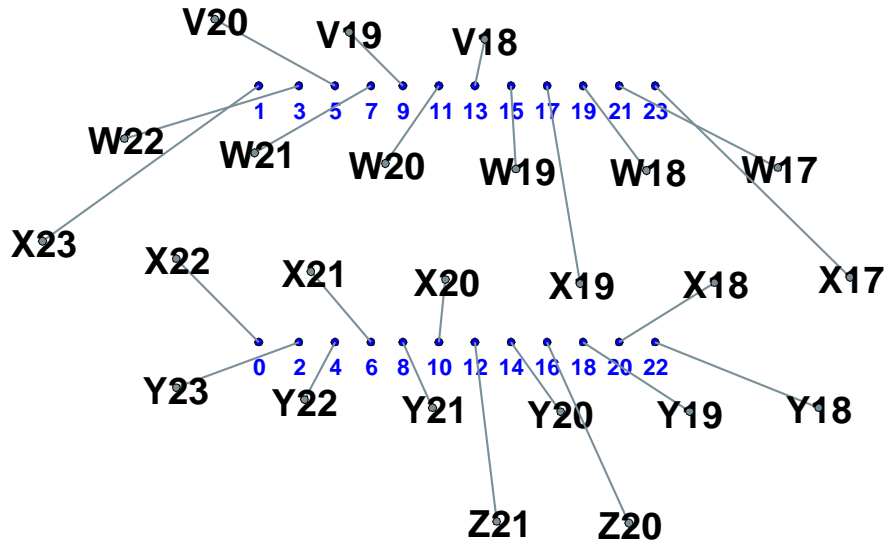 V20 V19 V18
1 3 5 7 9 11 13 15 17 19 21 23
W22 W21 W20 W19 W18 W17
X23 X22 X21 X20 X19 X18 X17
0 2 4 6 8 10 12 14 16 18 20 22
Y23 Y22 Y21 Y20 Y19 Y18
Z21 Z20